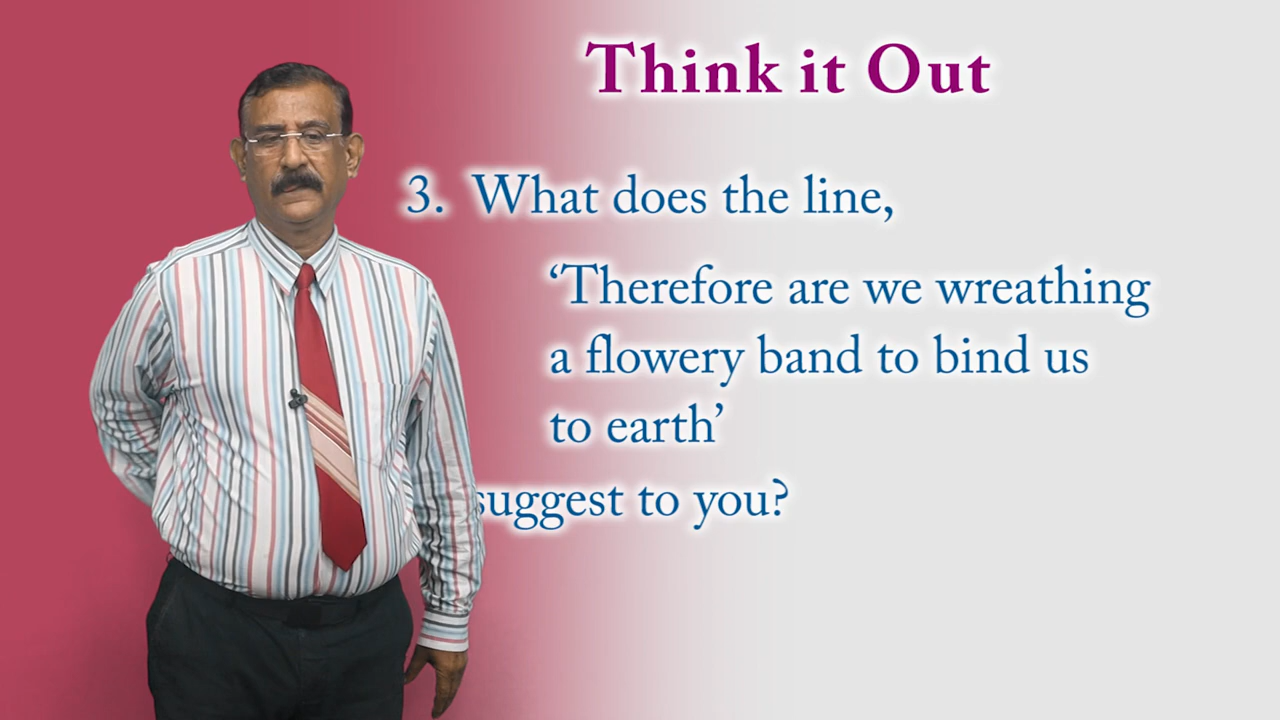 Think it Out
3. What does the line,
‘Therefore are we wreathing
a flowery band to bind us
to earth’
suggest to you?